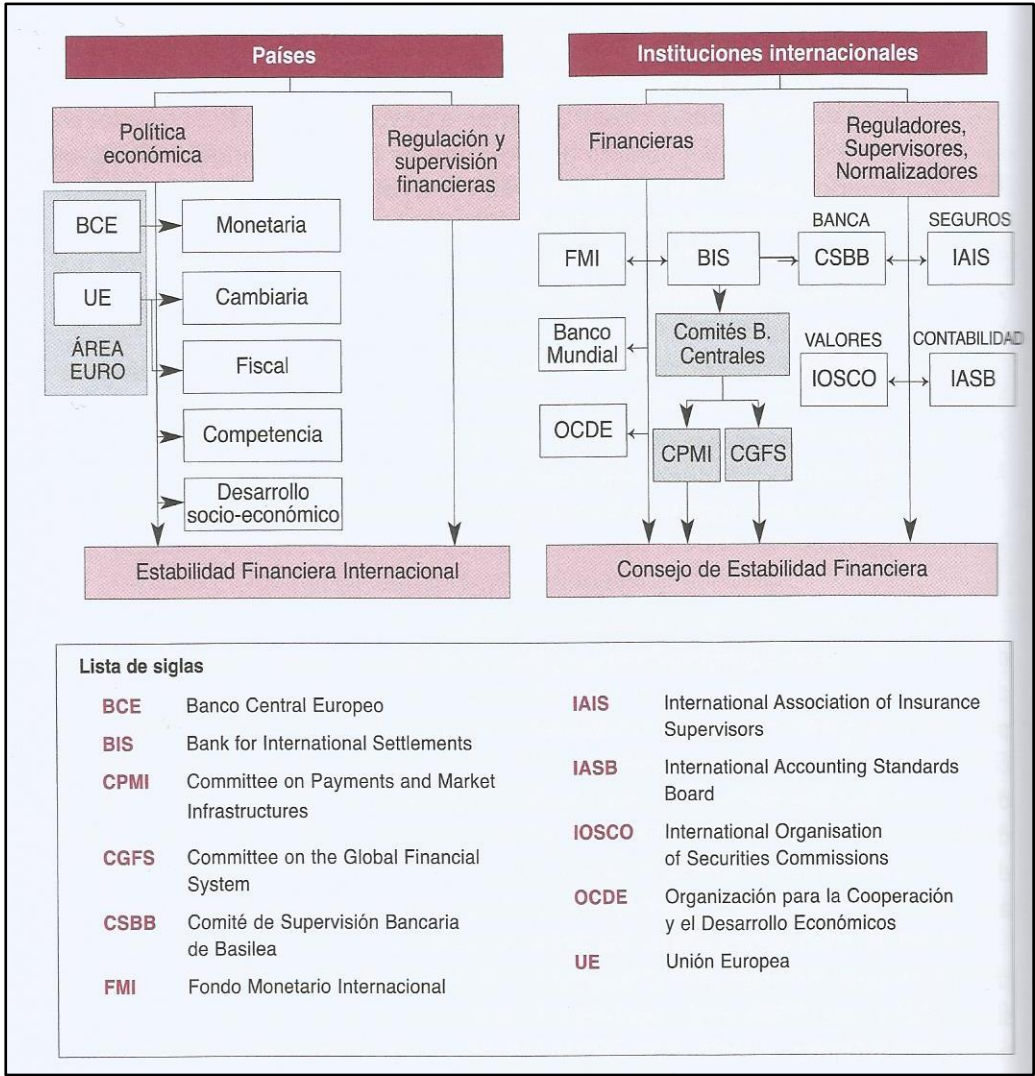 Países
Política
económica
Regulación y
supervisión
financieras
BCE
Monetaria
UE
Cambiaria
ÁREA
EURO
Fiscal
Competencia
Desarrollo
socio-económico
Estabilidad Financiera Internacional
Instituciones internacionales
Financieras
Reguladores,
Supervisores,
Normalizadores
BANCA
SEGUROS
FMI
BIS
CSBB
IAIS
Banco
Mundial
Comités B.
Centrales
VALORES
CONTABILIDAD
IOSCO
IASB
OCDE
CPMI
CGFS
Consejo de Estabilidad Financiera
Lista de siglas
BCE Banco Central Europeo
BIS Bank for International Settlements
CPMI Committee on Payments and Market
Infrastructures
CGFS Committee on the Global Financial
System
CSBB Comité de Supervisión Bancaria
de Basilea
FMI Fondo Monetario Internacional
IAIS International Association of Insurance
Supervisors
IASB International Accounting Standards
Board
IOSCO International Organisation
of Securities Commissions
OCDE Organización para la Cooperación
y el Desarrollo Económicos
UE Unión Europea